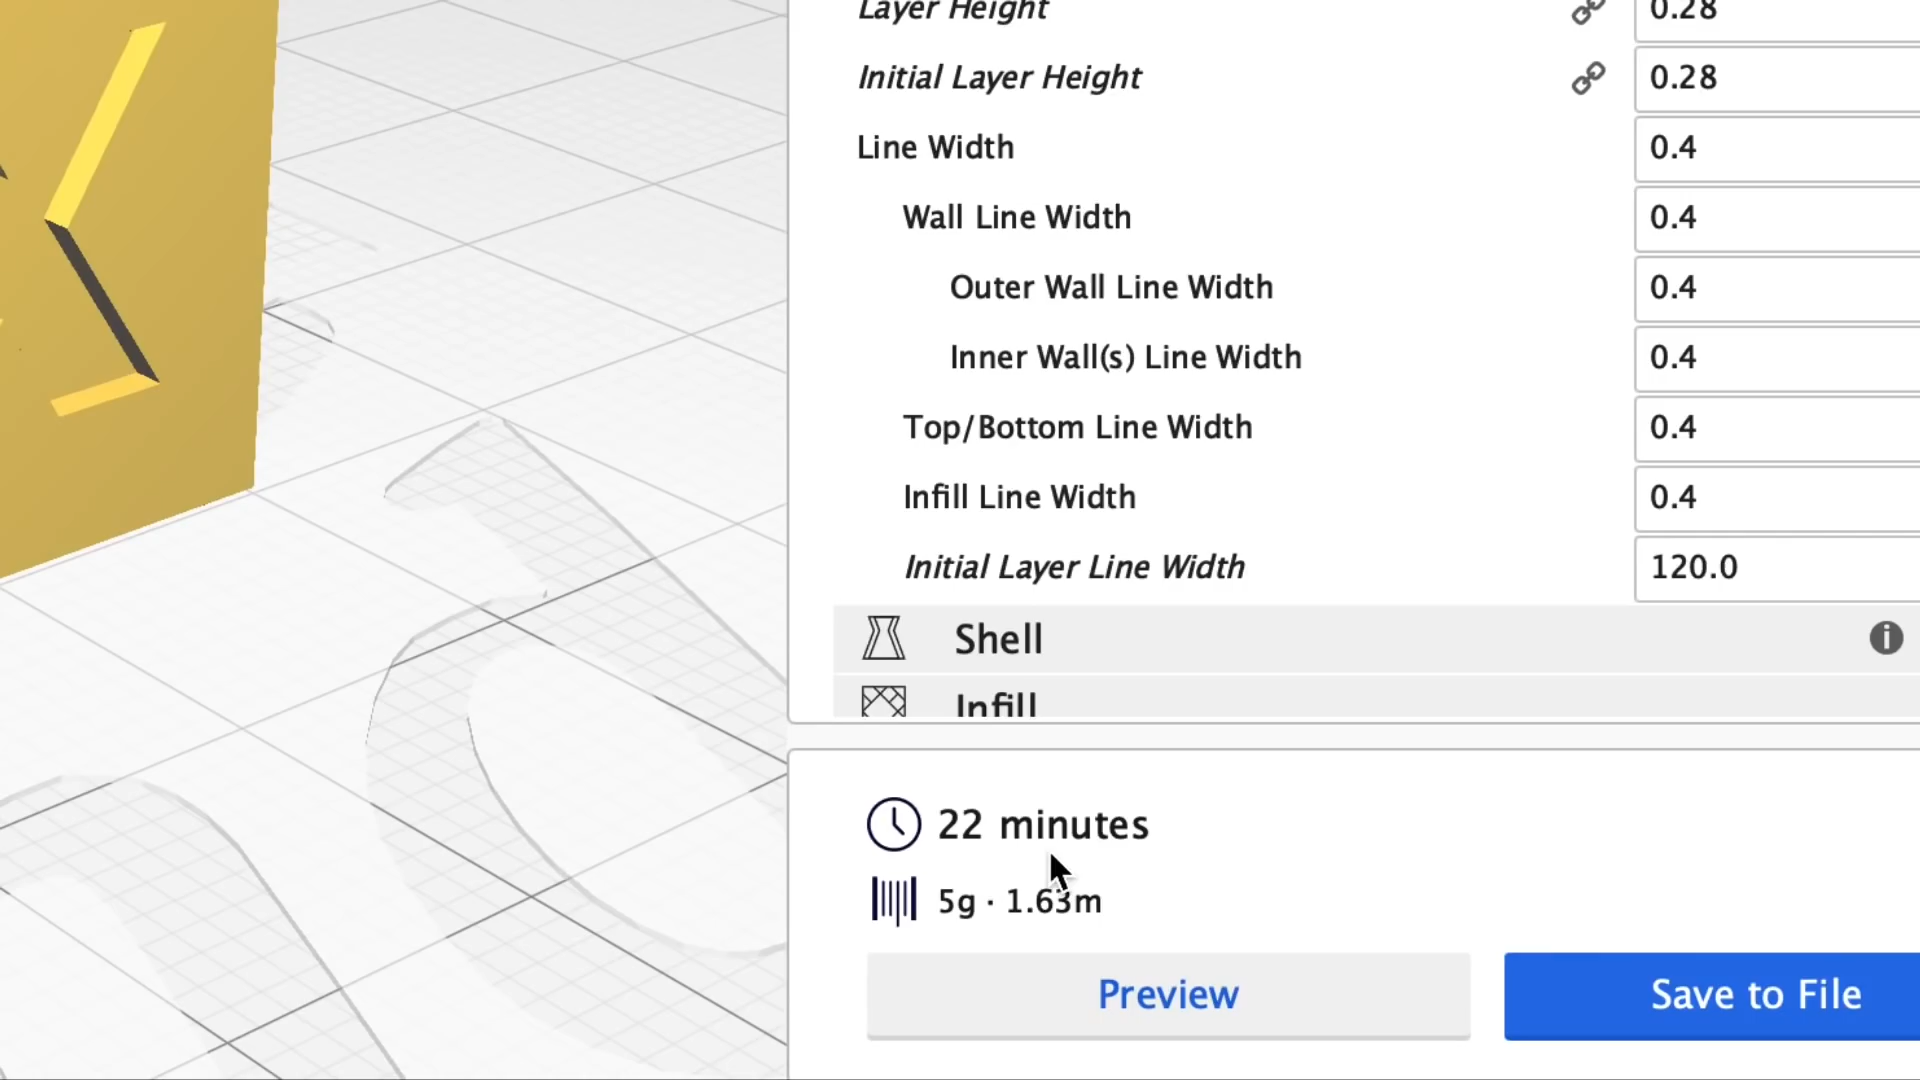 Layer Height 0.28
Initial Layer Height 0.28
Line Width 0.4
Wall Line Width 0.4
Outer Wall Line Width 0.4
Inner Wall(s) Line Width 0.4
Top/Bottom Line Width 0.4
Infill Line Width 0.4
Initial Layer Line Width 120.0
Shell
Infill
22 minutes
5g · 1.63m
Preview Save to File